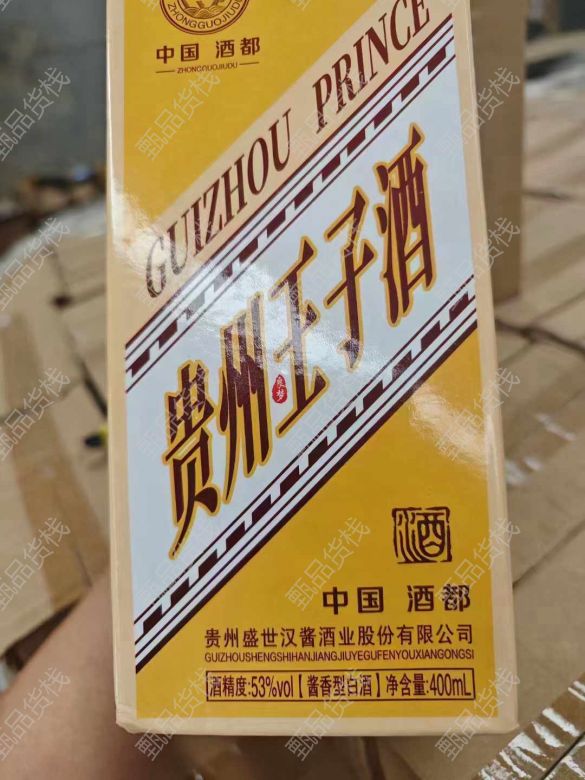 ZHONGGUOJIUDU
中国 酒都
ZHONGGUOJIUDU
GUIZHOU PRINCE
贵州王子酒
酒
中国 酒都
贵州盛世汉酱酒业股份有限公司
GUIZHOUSHENGSHIHANJIANGJIUYEGUFENYOUXIANGONGSI
酒精度:53%vol【酱香型白酒】净含量:400mL
甄品货栈